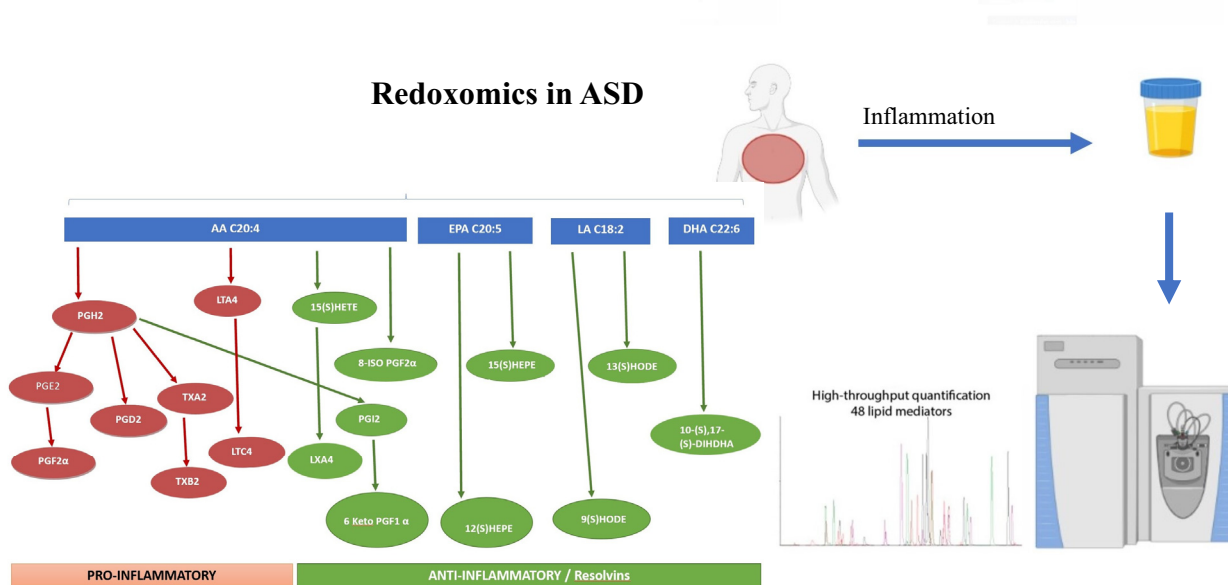 Redoxomics in ASD
Inflammation
AA C20:4
EPA C20:5
LA C18:2
DHA C22:6
LTA4
15(S)HETE
PGH2
8-ISO PGF2α
15(S)HEPE
13(S)HODE
PGE2
TXA2
PGD2
PGI2
High-throughput quantification
48 lipid mediators
10-(S),17-
(S)-DIHDHA
PGF2α
LTC4
LXA4
TXB2
6 Keto PGF1 α
12(S)HEPE
9(S)HODE
PRO-INFLAMMATORY
ANTI-INFLAMMATORY / Resolvins